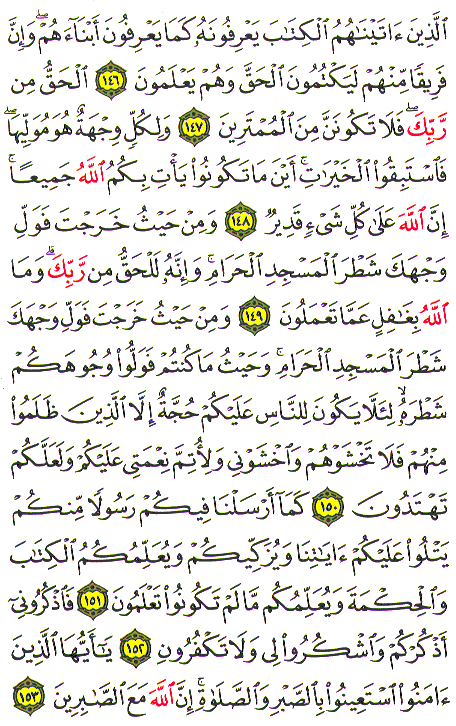 ٱلَّذِينَ ءَاتَيْنَٰهُمُ ٱلْكِتَٰبَ يَعْرِفُونَهُۥ كَمَا يَعْرِفُونَ أَبْنَآءَهُمْ ۖ وَإِنَّ
فَرِيقًا مِّنْهُمْ لَيَكْتُمُونَ ٱلْحَقَّ وَهُمْ يَعْلَمُونَ ١٤٦ ٱلْحَقُّ مِن
رَّبِّكَ ۖ فَلَا تَكُونَنَّ مِنَ ٱلْمُمْتَرِينَ ١٤٧ وَلِكُلٍّ وِجْهَةٌ هُوَ مُوَلِّيهَا ۖ
فَٱسْتَبِقُوا۟ ٱلْخَيْرَٰتِ ۚ أَيْنَ مَا تَكُونُوا۟ يَأْتِ بِكُمُ ٱللَّهُ جَمِيعًا ۚ
إِنَّ ٱللَّهَ عَلَىٰ كُلِّ شَىْءٍ قَدِيرٌ ١٤٨ وَمِنْ حَيْثُ خَرَجْتَ فَوَلِّ
وَجْهَكَ شَطْرَ ٱلْمَسْجِدِ ٱلْحَرَامِ ۖ وَإِنَّهُۥ لَلْحَقُّ مِن رَّبِّكَ ۗ وَمَا
ٱللَّهُ بِغَٰفِلٍ عَمَّا تَعْمَلُونَ ١٤٩ وَمِنْ حَيْثُ خَرَجْتَ فَوَلِّ وَجْهَكَ
شَطْرَ ٱلْمَسْجِدِ ٱلْحَرَامِ ۚ وَحَيْثُ مَا كُنتُمْ فَوَلُّوا۟ وُجُوهَكُمْ
شَطْرَهُۥ لِئَلَّا يَكُونَ لِلنَّاسِ عَلَيْكُمْ حُجَّةٌ إِلَّا ٱلَّذِينَ ظَلَمُوا۟
مِنْهُمْ فَلَا تَخْشَوْهُمْ وَٱخْشَوْنِى وَلِأُتِمَّ نِعْمَتِى عَلَيْكُمْ وَلَعَلَّكُمْ
تَهْتَدُونَ ١٥٠ كَمَآ أَرْسَلْنَا فِيكُمْ رَسُولًا مِّنكُمْ
يَتْلُوا۟ عَلَيْكُمْ ءَايَٰتِنَا وَيُزَكِّيكُمْ وَيُعَلِّمُكُمُ ٱلْكِتَٰبَ
وَٱلْحِكْمَةَ وَيُعَلِّمُكُم مَّا لَمْ تَكُونُوا۟ تَعْلَمُونَ ١٥١ فَٱذْكُرُونِىٓ
أَذْكُرْكُمْ وَٱشْكُرُوا۟ لِى وَلَا تَكْفُرُونِ ١٥٢ يَٰٓأَيُّهَا ٱلَّذِينَ
ءَامَنُوا۟ ٱسْتَعِينُوا۟ بِٱلصَّبْرِ وَٱلصَّلَوٰةِ ۚ إِنَّ ٱللَّهَ مَعَ ٱلصَّٰبِرِينَ ١٥٣